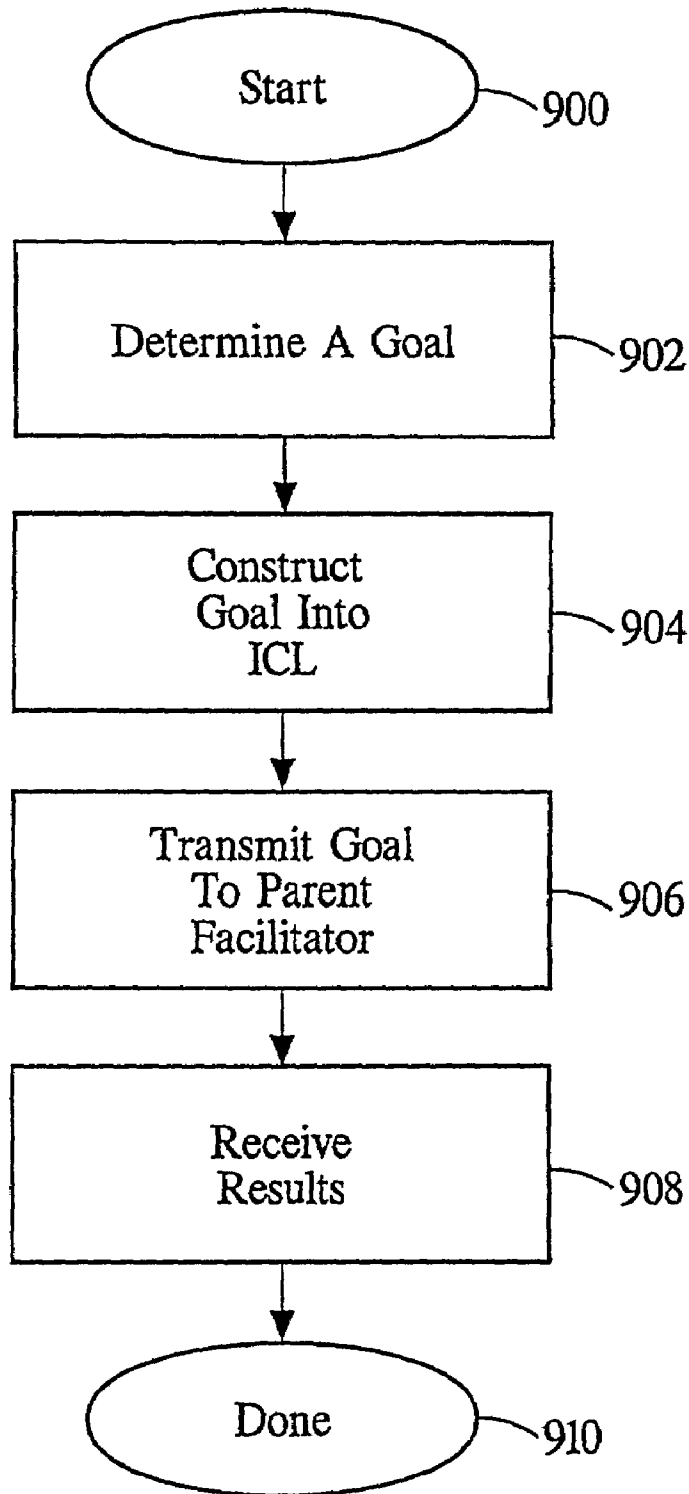 Start
900
Determine A Goal
902
Construct
Goal Into
ICL
904
Transmit Goal
To Parent
Facilitator
906
Receive
Results
908
Done
910